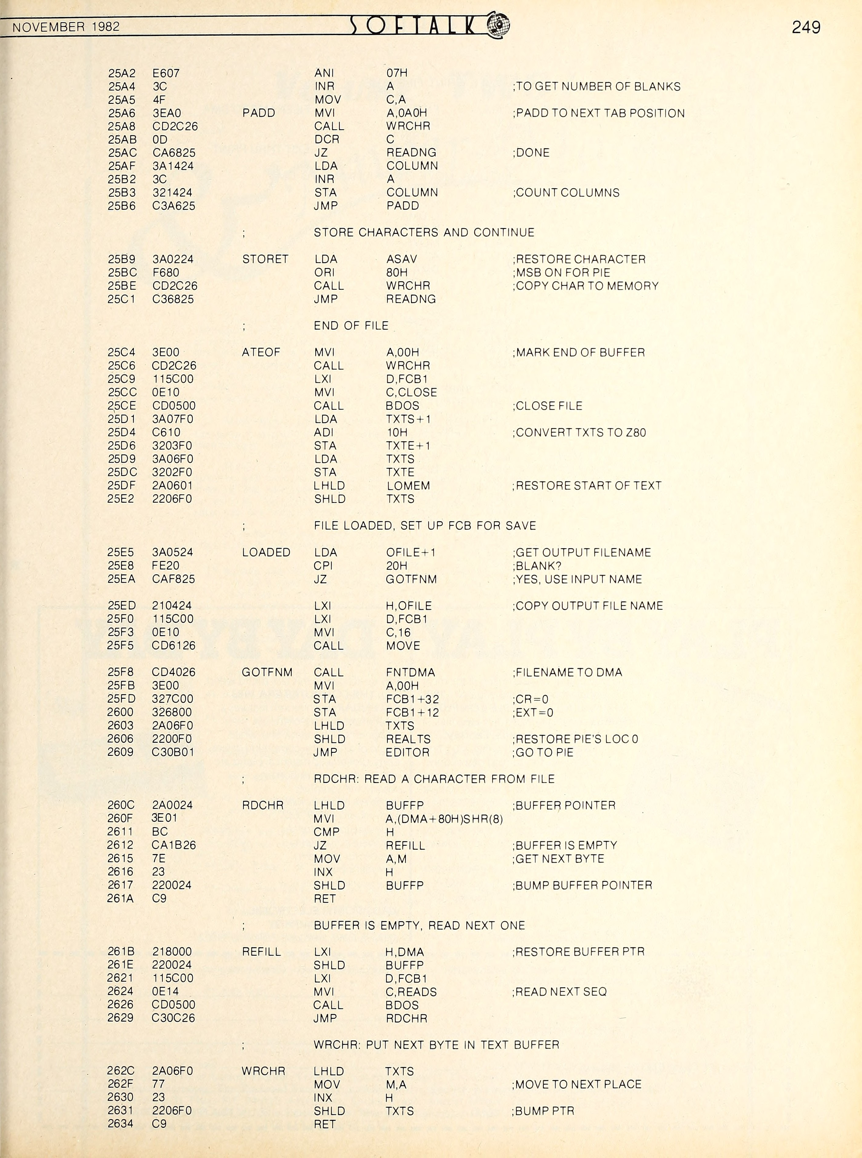 NOVEMBER 1982 SOFTALK 249
25A2 E607 ANI 07H
25A4 3C INR A ;TO GET NUMBER OF BLANKS
25A5 4F MOV C,A
25A6 3EA0 PADD MVI A,0A0H ;PADD TO NEXT TAB POSITION
25A8 CD2C26 CALL WRCHR
25AB 0D DCR C
25AC CA6825 JZ READNG ;DONE
25AF 3A1424 LDA COLUMN
25B2 3C INR A
25B3 321424 STA COLUMN ;COUNT COLUMNS
25B6 C3A625 JMP PADD
; STORE CHARACTERS AND CONTINUE
25B9 3A0224 STORET LDA ASAV ;RESTORE CHARACTER
25BC F680 ORI 80H ;MSB ON FOR PIE
25BE CD2C26 CALL WRCHR ;COPY CHAR TO MEMORY
25C1 C36825 JMP READNG
; END OF FILE
25C4 3E00 ATEOF MVI A,00H ;MARK END OF BUFFER
25C6 CD2C26 CALL WRCHR
25C9 115C00 LXI D,FCB1
25CC 0E10 MVI C,CLOSE
25CE CD0500 CALL BDOS ;CLOSE FILE
25D1 3A07F0 LDA TXTS+1
25D4 C610 ADI 10H ;CONVERT TXTS TO Z80
25D6 3203F0 STA TXTE+1
25D9 3A06F0 LDA TXTS
25DC 3202F0 STA TXTE
25DF 2A0601 LHLD LOMEM ;RESTORE START OF TEXT
25E2 2206F0 SHLD TXTS
; FILE LOADED, SET UP FCB FOR SAVE
25E5 3A0524 LOADED LDA OFILE+1 ;GET OUTPUT FILENAME
25E8 FE20 CPI 20H ;BLANK?
25EA CAF825 JZ GOTFNM ;YES, USE INPUT NAME
25ED 210424 LXI H,OFILE ;COPY OUTPUT FILE NAME
25F0 115C00 LXI D,FCB1
25F3 0E10 MVI C,16
25F5 CD6126 CALL MOVE
25F8 CD4026 GOTFNM CALL FNTDMA ;FILENAME TO DMA
25FB 3E00 MVI A,00H
25FD 327C00 STA FCB1+32 ;CR=0
2600 326800 STA FCB1+12 ;EXT=0
2603 2A06F0 LHLD TXTS
2606 2200F0 SHLD REALTS ;RESTORE PIE'S LOC 0
2609 C30B01 JMP EDITOR ;GO TO PIE
; RDCHR: READ A CHARACTER FROM FILE
260C 2A0024 RDCHR LHLD BUFFP ;BUFFER POINTER
260F 3E01 MVI A,(DMA+80H)SHR(8)
2611 BC CMP H
2612 CA1B26 JZ REFILL ;BUFFER IS EMPTY
2615 7E MOV A,M ;GET NEXT BYTE
2616 23 INX H
2617 220024 SHLD BUFFP ;BUMP BUFFER POINTER
261A C9 RET
; BUFFER IS EMPTY, READ NEXT ONE
261B 218000 REFILL LXI H,DMA ;RESTORE BUFFER PTR
261E 220024 SHLD BUFFP
2621 115C00 LXI D,FCB1
2624 0E14 MVI C,READS ;READ NEXT SEQ
2626 CD0500 CALL BDOS
2629 C30C26 JMP RDCHR
; WRCHR: PUT NEXT BYTE IN TEXT BUFFER
262C 2A06F0 WRCHR LHLD TXTS
262F 77 MOV M,A ;MOVE TO NEXT PLACE
2630 23 INX H
2631 2206F0 SHLD TXTS ;BUMP PTR
2634 C9 RET